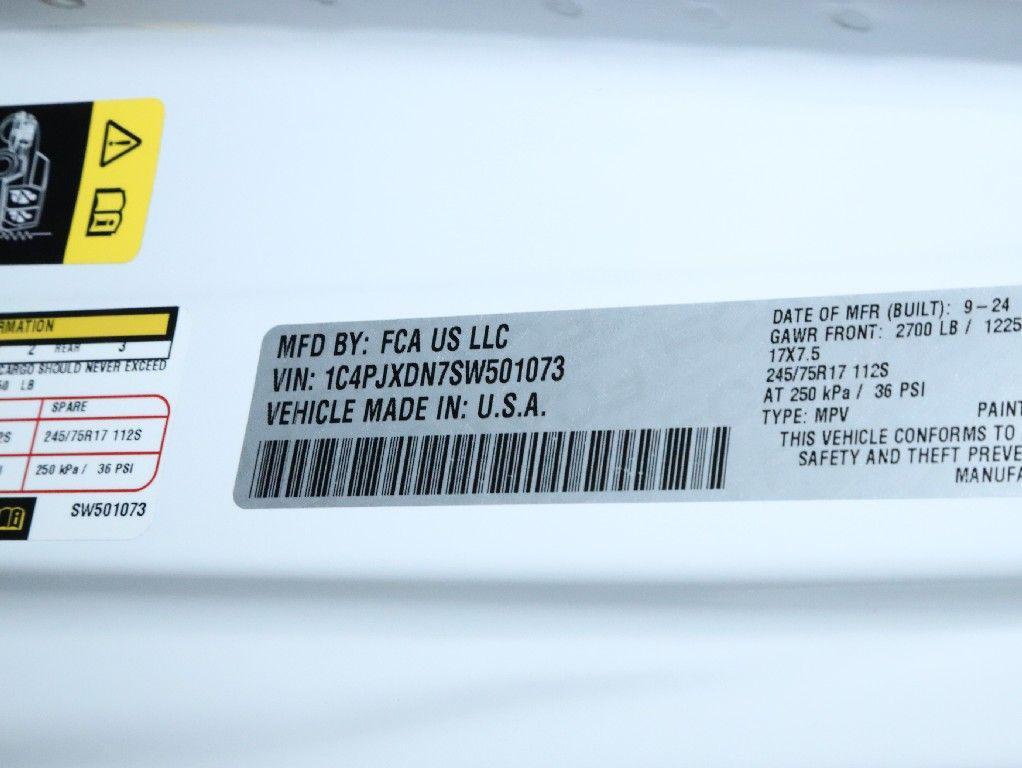 RMATION
2 REAR 3
CARGO SHOULD NEVER EXCEED
LB
SPARE
2S 245/75R17 112S
250 kPa / 36 PSI
SW501073
MFD BY: FCA US LLC
VIN: 1C4PJXDN7SW501073
VEHICLE MADE IN: U.S.A.
DATE OF MFR (BUILT): 9-24
GAWR FRONT: 2700 LB / 1225
17X7.5
245/75R17 112S
AT 250 kPa / 36 PSI
TYPE: MPV PAINT
THIS VEHICLE CONFORMS TO
SAFETY AND THEFT PREVE
MANUFA